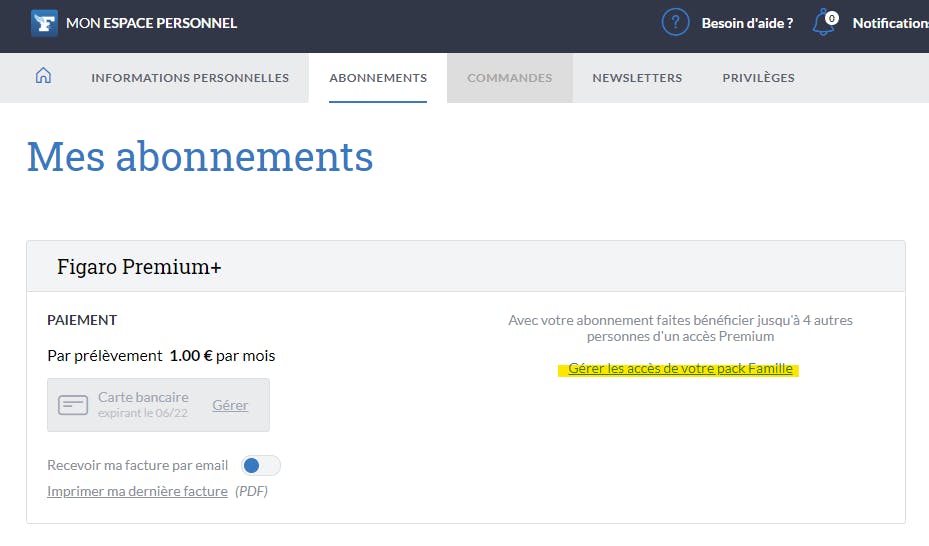 MON ESPACE PERSONNEL
Besoin d'aide ?
0
Notifications
INFORMATIONS PERSONNELLES
ABONNEMENTS
COMMANDES
NEWSLETTERS
PRIVILÈGES
Mes abonnements
Figaro Premium+
PAIEMENT
Par prélèvement 1.00 € par mois
Carte bancaire
expirant le 06/22
Gérer
Recevoir ma facture par email
Imprimer ma dernière facture (PDF)
Avec votre abonnement faites bénéficier jusqu'à 4 autres
personnes d'un accès Premium
Gérer les accès de votre pack Famille